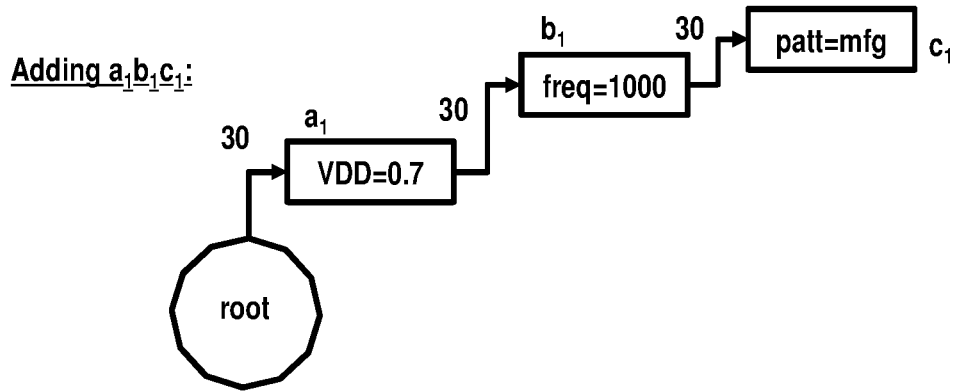 b₁
30
patt=mfg
c₁
Adding a₁b₁c₁:
freq=1000
30
a₁
30
VDD=0.7
root